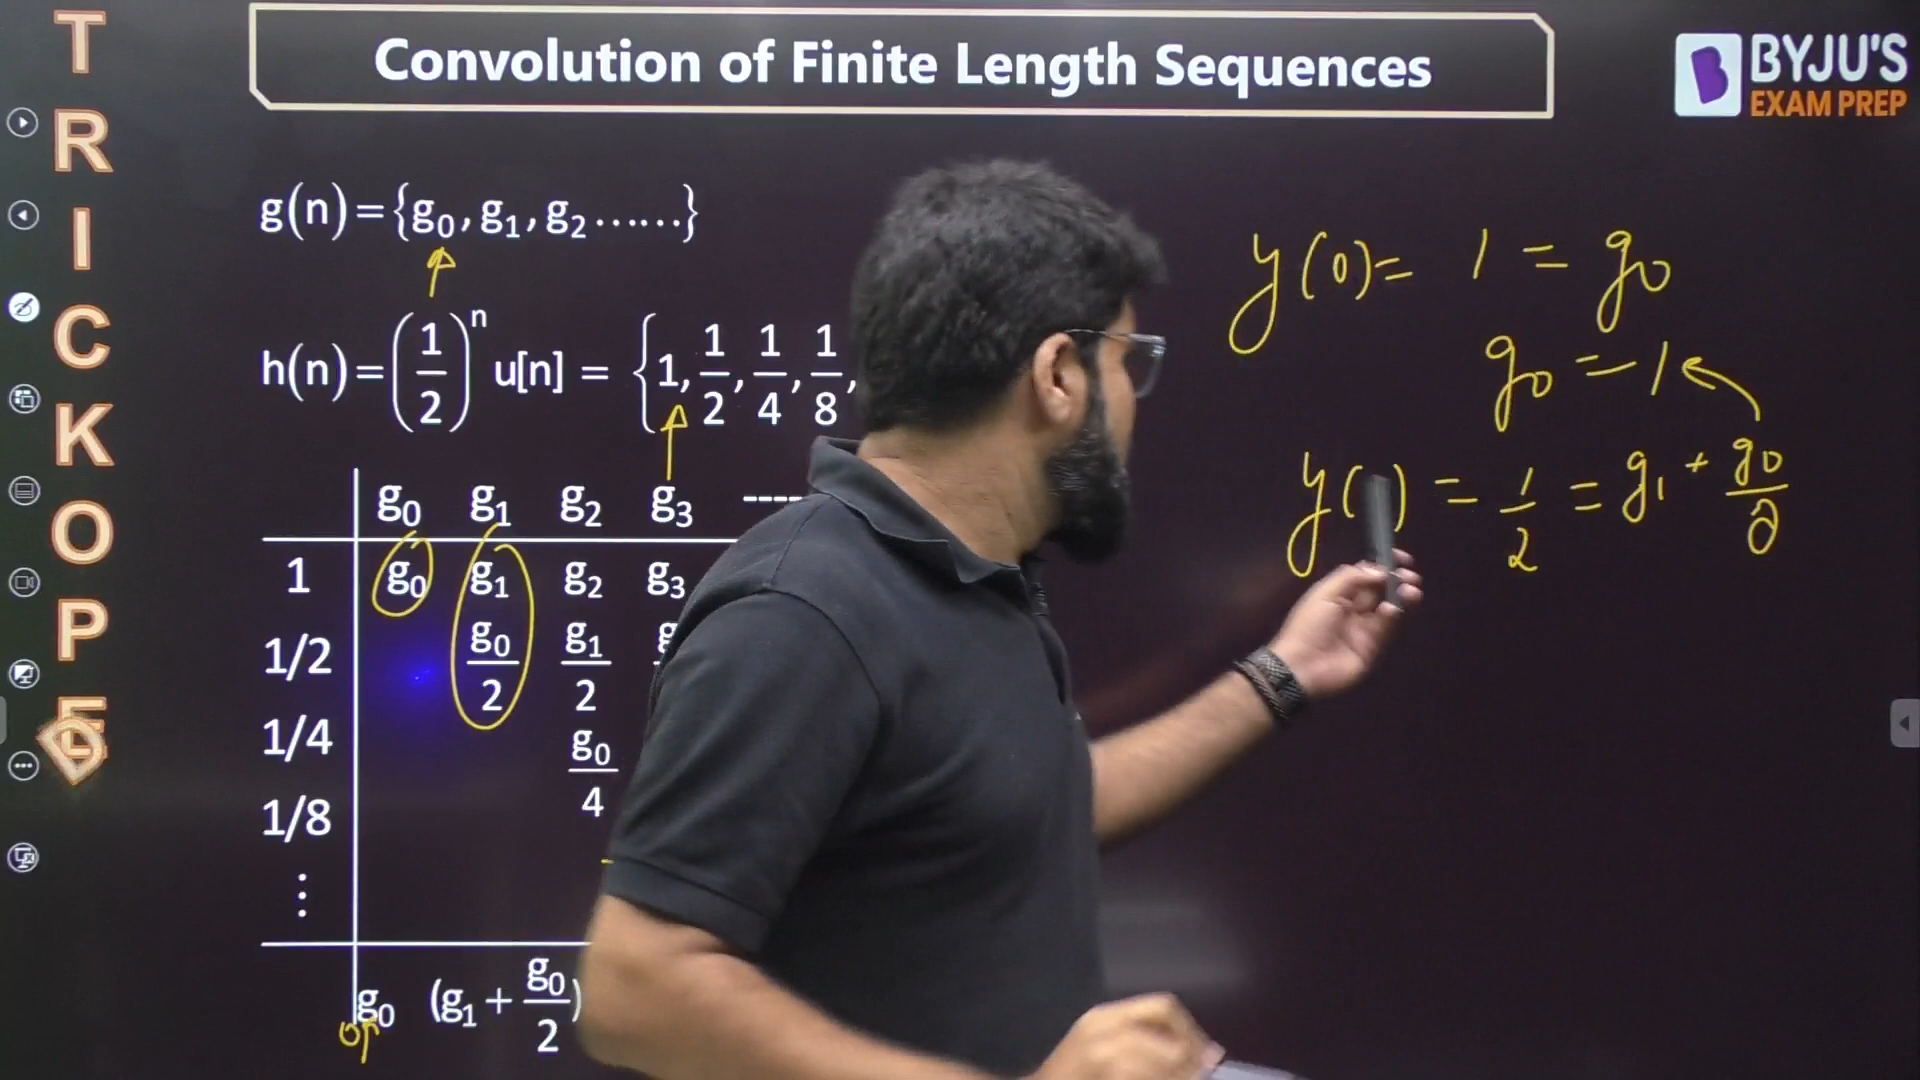 TRICKOPEDI
Convolution of Finite Length Sequences
BYJU'S
EXAM PREP
g(n) = {g₀, g₁, g₂ ......}
h(n) = (1/2)ⁿ u[n] = {1, 1/2, 1/4, 1/8,
g₀ g₁ g₂ g₃ ----
1 g₀ g₁ g₂ g₃
1/2 g₀/2 g₁/2
1/4 g₀/4
1/8
⋮
g₀ (g₁ + g₀/2)
y(0) = 1 = g₀
g₀ = 1
y(1) = 1/2 = g₁ + g₀/2